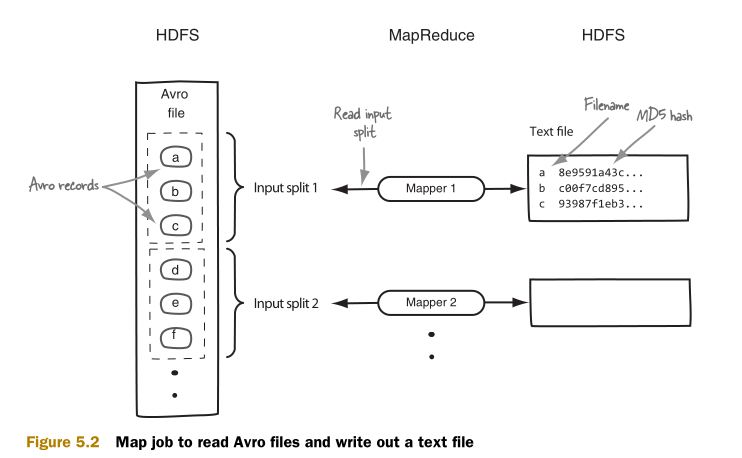 HDFS
MapReduce
HDFS
Avro
file
a
b
c
d
e
f
Avro records
Input split 1
Input split 2
Read input
split
Mapper 1
Mapper 2
Filename
MD5 hash
Text file
a 8e9591a43c...
b c00f7cd895...
c 93987f1eb3...
Figure 5.2 Map job to read Avro files and write out a text file